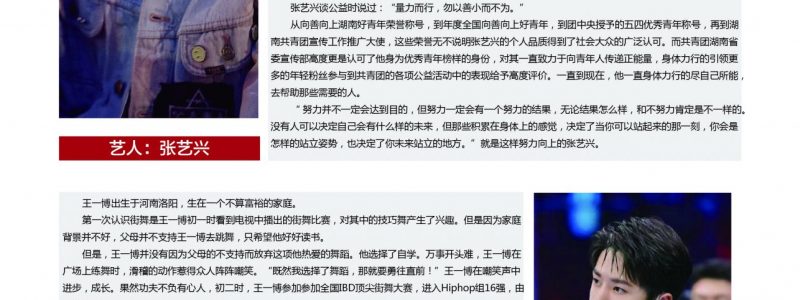 张艺兴谈公益时说过：“量力而行，勿以善小而不为。”
从向善向上湖南好青年荣誉称号，到年度全国向善向上好青年，到团中央授予的五四优秀青年称号，再到湖
南共青团宣传工作推广大使，这些荣誉无不说明张艺兴的个人品质得到了社会大众的广泛认可。而共青团湖南省
委宣传部高度更是认可了他身为优秀青年榜样的身份，对其一直致力于向青年人传递正能量，身体力行的引领更
多的年轻粉丝参与到共青团的各项公益活动中的表现给予高度评价。一直到现在，他一直身体力行的尽自己所能，
去帮助那些需要的人。
“努力并不一定会达到目的，但努力一定会有一个努力的结果，无论结果怎么样，和不努力肯定是不一样的。
没有人可以决定自己会有什么样的未来，但那些积累在身体上的感觉，决定了当你可以站起来的那一刻，你会是
怎样的站立姿势，也决定了你未来站立的地方。”就是这样努力向上的张艺兴。
艺人：张艺兴
王一博出生于河南洛阳，生在一个不算富裕的家庭。
第一次认识街舞是王一博初一时看到电视中播出的街舞比赛，对其中的技巧舞产生了兴趣。但是因为家庭
背景并不好，父母并不支持王一博去跳舞，只希望他好好读书。
但是，王一博并没有因为父母的不支持而放弃这项他热爱的舞蹈。他选择了自学。万事开头难，王一博在
广场上练舞时，滑稽的动作惹得众人阵阵嘲笑。“既然我选择了舞蹈，那就要勇往直前！”王一博在嘲笑声中
进步，成长。果然功夫不负有心人，初二时，王一博参加参加全国IBD顶尖街舞大赛，进入Hiphop组16强，由